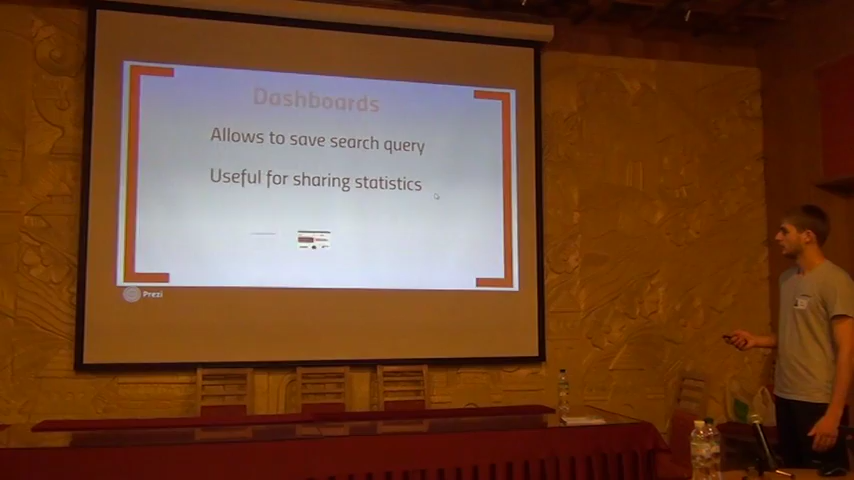 Dashboards
Allows to save search query
Useful for sharing statistics
Prezi